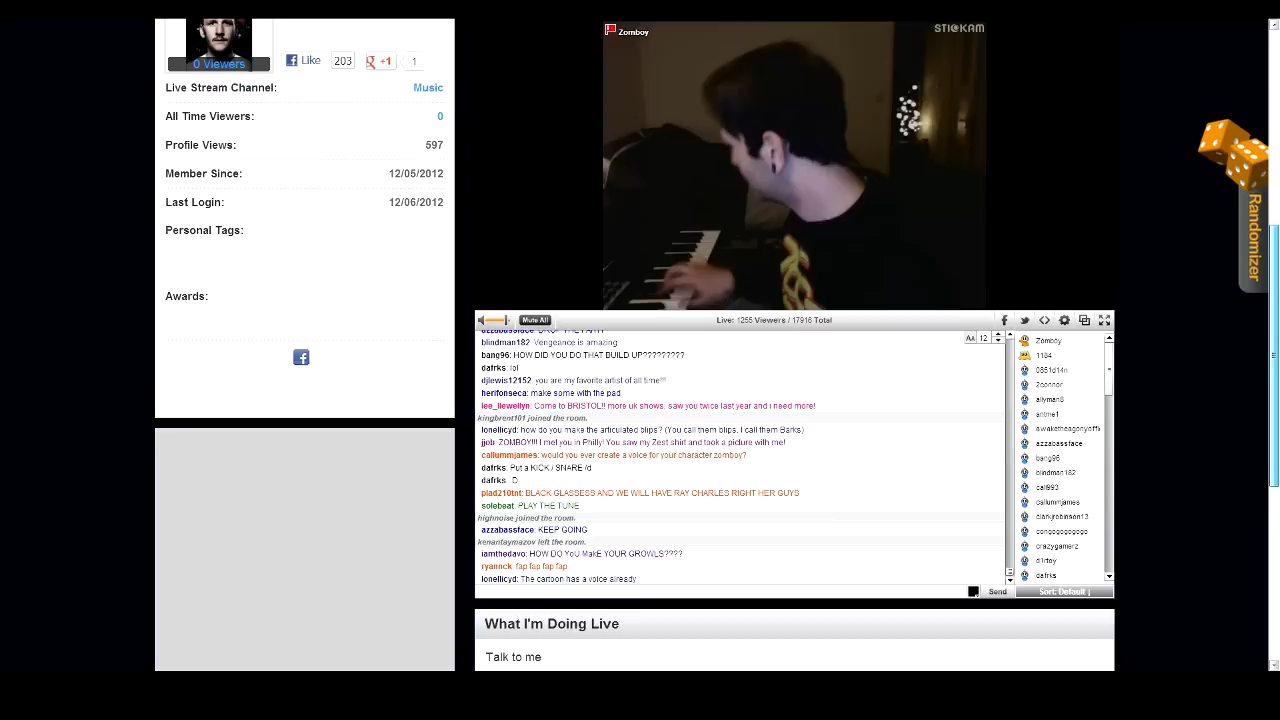 0 Viewers
Like 203 +1 1
Live Stream Channel: Music
All Time Viewers: 0
Profile Views: 597
Member Since: 12/05/2012
Last Login: 12/06/2012
Personal Tags:
Awards:
Zomboy
STICKAM
Randomizer
Mute All
Live: 1255 Viewers / 17916 Total
AA 12
blindman182 Vengeance is amazing
bang96: HOW DID YOU DO THAT BUILD UP?????????
dafrks: lol
djlewis12152: you are my favorite artist of all time!!!
herifonseca: make some with the pad
lee_llewellyn: Come to BRISTOL!! more uk shows, saw you twice last year and i need more!
kingbrent101 joined the room.
lonellicyd: how do you make the articulated blips? (You call them blips. I call them Barks)
jjob: ZOMBOY!!! I met you in Philly! You saw my Zest shirt and took a picture with me!
callummjames: would you ever create a voice for your character zomboy?
dafrks: Put a KICK / SNARE /d
dafrks: D
plad210tnt: BLACK GLASSESS AND WE WILL HAVE RAY CHARLES RIGHT HER GUYS
solebeat: PLAY THE TUNE
highnoise joined the room.
azzabassface: KEEP GOING
kenantaymazov left the room.
iamthedavo: HOW DO YoU MakE YOUR GROWLS????
ryannck: fap fap fap fap
lonellicyd: The cartoon has a voice already
Send
Zomboy
1184
0851d14n
2connor
allyman8
antme1
awaketheagonyoffi
azzabassface
bang96
blindman182
call993
callummjames
clarkjrobinson13
congogogogogo
crazygamerz
d1rtoy
dafrks
Sort: Default
What I'm Doing Live
Talk to me